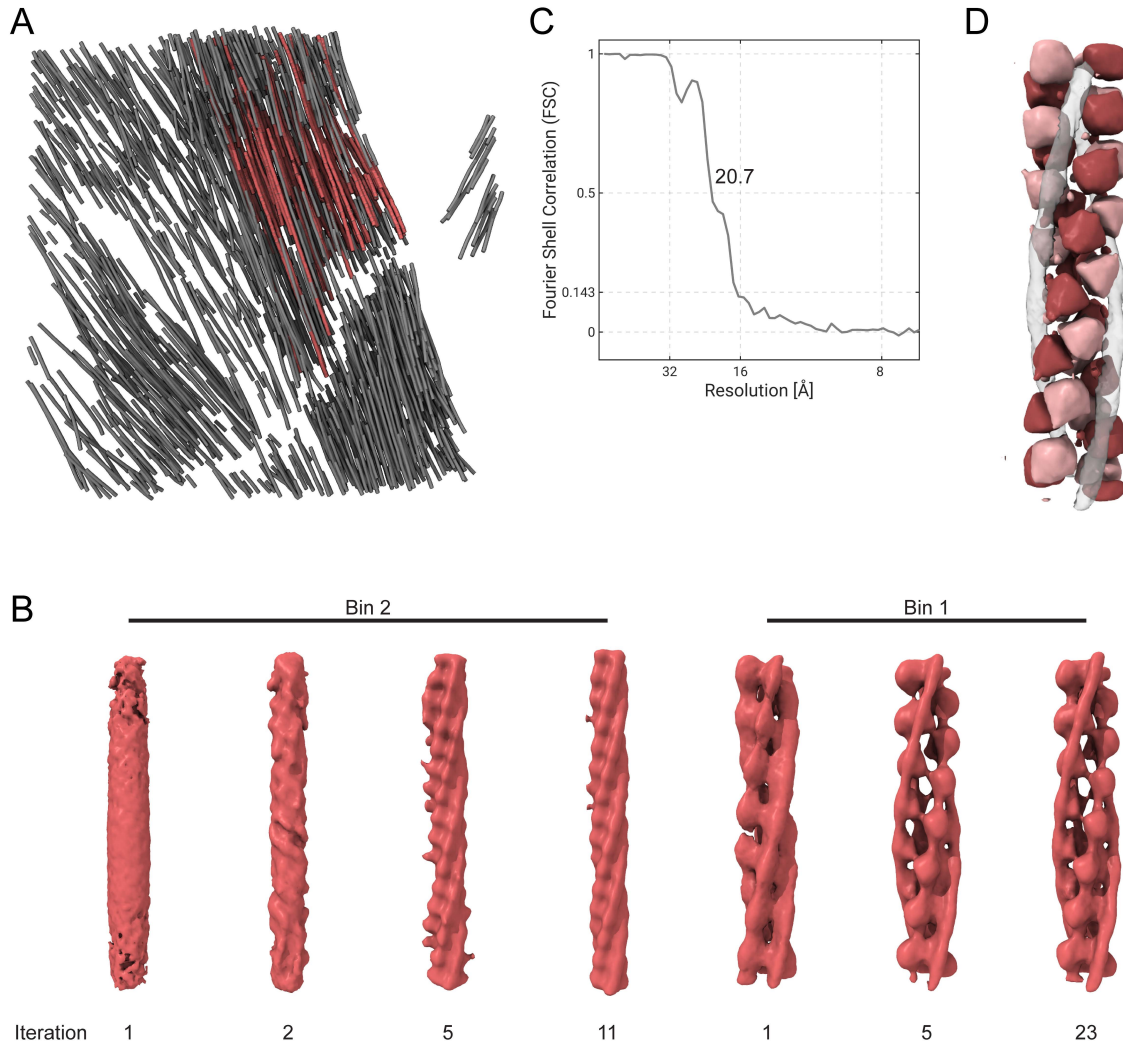 A
C
D
Fourier Shell Correlation (FSC)
1
0.5
0.143
0
20.7
32
16
8
Resolution [Å]
B
Bin 2
Bin 1
Iteration 1 2 5 11 1 5 23